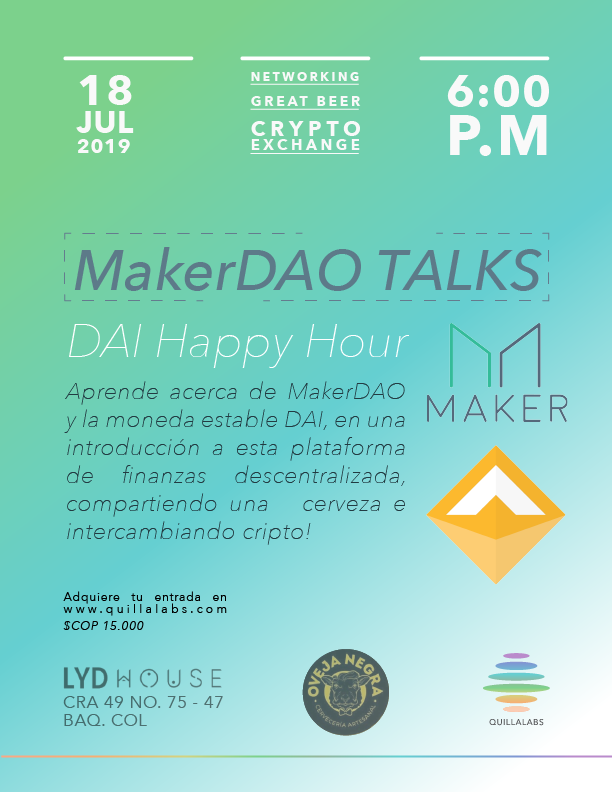 18
JUL
2019
NETWORKING
GREAT BEER
CRYPTO
EXCHANGE
6:00
P.M
MakerDAO TALKS
DAI Happy Hour
Aprende acerca de MakerDAO
y la moneda estable DAI, en una
introducción a esta plataforma
de finanzas descentralizada,
compartiendo una cerveza e
intercambiando cripto!
MAKER
Adquiere tu entrada en
www.quillalabs.com
$COP 15.000
LYD HOUSE
CRA 49 NO. 75 - 47
BAQ. COL
OVEJA NEGRA
CERVECERÍA ARTESANAL
QUILLALABS